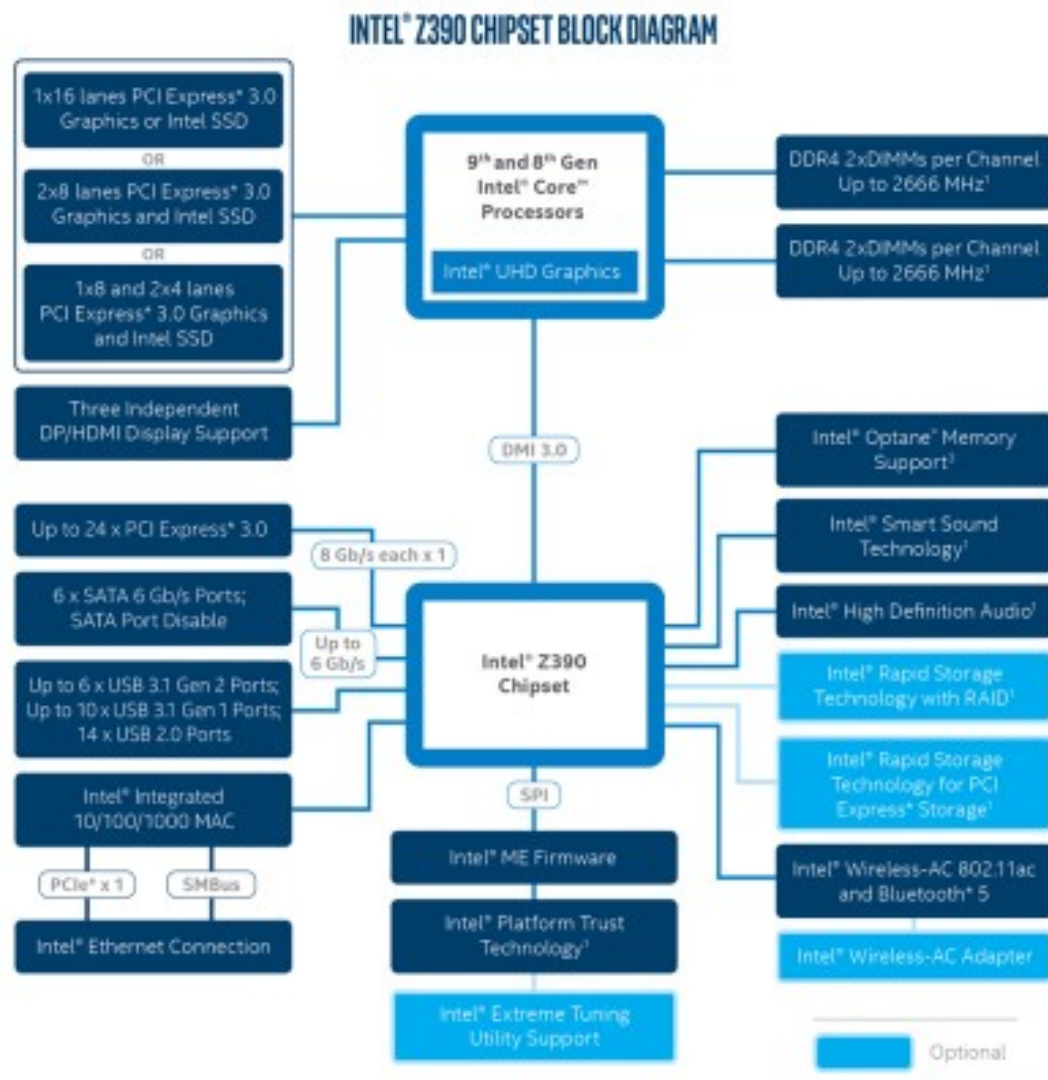 INTEL® Z390 CHIPSET BLOCK DIAGRAM
1x16 lanes PCI Express* 3.0
Graphics or Intel SSD
OR
2x8 lanes PCI Express* 3.0
Graphics and Intel SSD
OR
1x8 and 2x4 lanes
PCI Express* 3.0 Graphics
and Intel SSD
Three Independent
DP/HDMI Display Support
9th and 8th Gen
Intel® Core™
Processors
Intel® UHD Graphics
DDR4 2xDIMMs per Channel
Up to 2666 MHz¹
DDR4 2xDIMMs per Channel
Up to 2666 MHz¹
DMI 3.0
Up to 24 x PCI Express* 3.0
8 Gb/s each x 1
6 x SATA 6 Gb/s Ports;
SATA Port Disable
Up to
6 Gb/s
Up to 6 x USB 3.1 Gen 2 Ports;
Up to 10 x USB 3.1 Gen 1 Ports;
14 x USB 2.0 Ports
Intel® Integrated
10/100/1000 MAC
PCIe* x 1
SMBus
Intel® Ethernet Connection
Intel® Z390
Chipset
SPI
Intel® ME Firmware
Intel® Platform Trust
Technology¹
Intel® Extreme Tuning
Utility Support
Intel® Optane™ Memory
Support³
Intel® Smart Sound
Technology¹
Intel® High Definition Audio¹
Intel® Rapid Storage
Technology with RAID¹
Intel® Rapid Storage
Technology for PCI
Express* Storage¹
Intel® Wireless-AC 802.11ac
and Bluetooth* 5
Intel® Wireless-AC Adapter
Optional